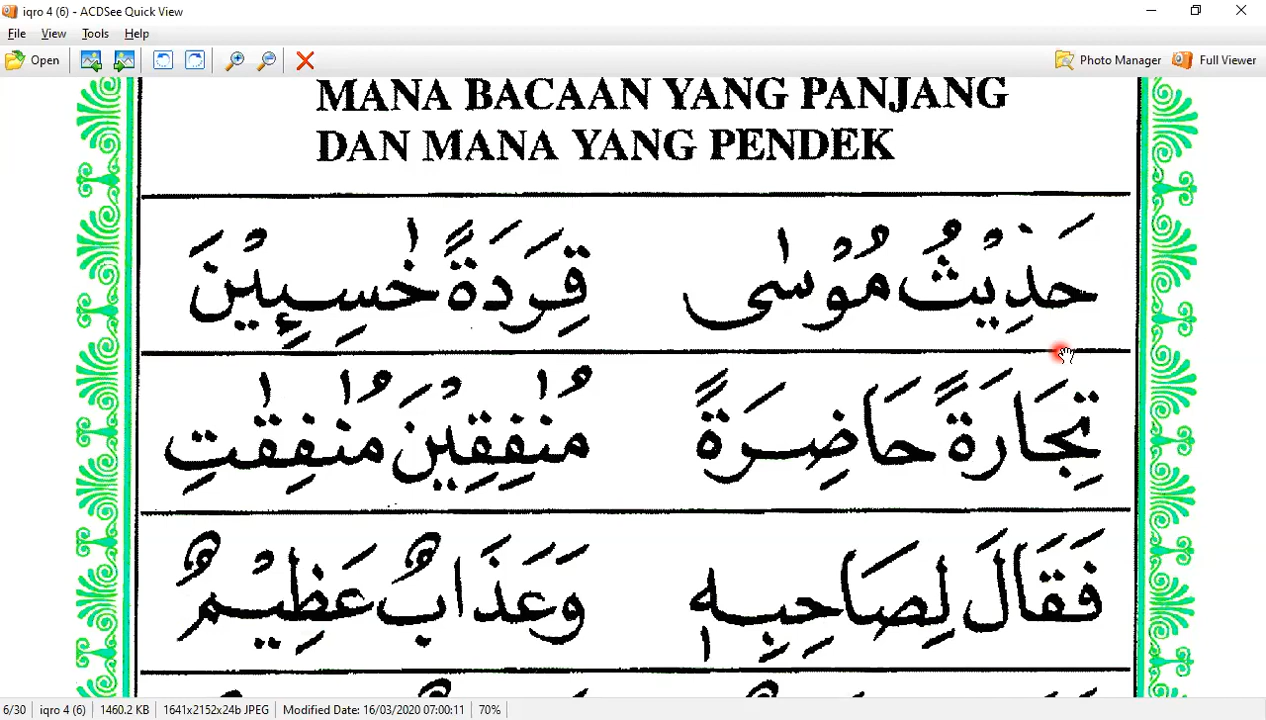 iqro 4 (6) - ACDSee Quick View
File View Tools Help
Open Photo Manager Full Viewer
MANA BACAAN YANG PANJANG
DAN MANA YANG PENDEK
حَدِيْثُ مُوْسٰى قِرَدَةً خٰسِـِٕيْنَ
تِجَارَةً حَاضِرَةً مُنٰفِقِيْنَ مُنٰفِقٰتِ
فَقَالَ لِصَاحِبِهٖ وَعَذَابٌ عَظِيْمٌ
6/30 iqro 4 (6) 1460.2 KB 1641x2152x24b JPEG Modified Date: 16/03/2020 07:00:11 70%